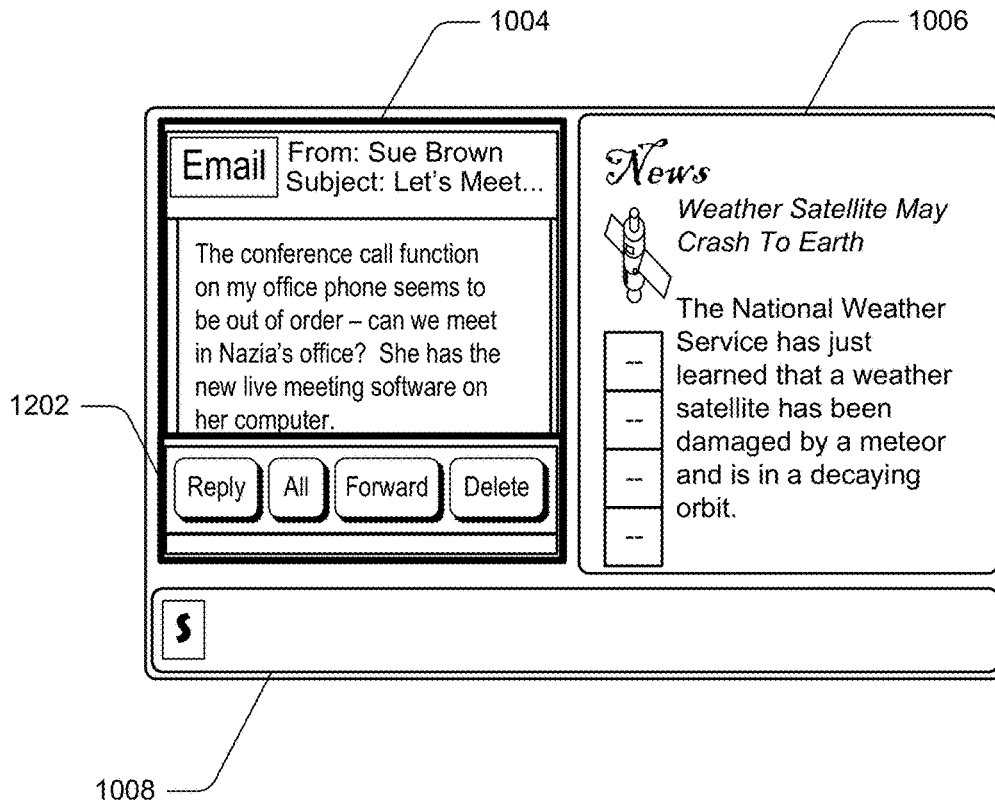 1004
1006
Email
From: Sue Brown
Subject: Let's Meet...
The conference call function
on my office phone seems to
be out of order – can we meet
in Nazia's office? She has the
new live meeting software on
her computer.
Reply
All
Forward
Delete
News
Weather Satellite May
Crash To Earth
The National Weather
Service has just
learned that a weather
satellite has been
damaged by a meteor
and is in a decaying
orbit.
--
--
--
--
1202
S
1008